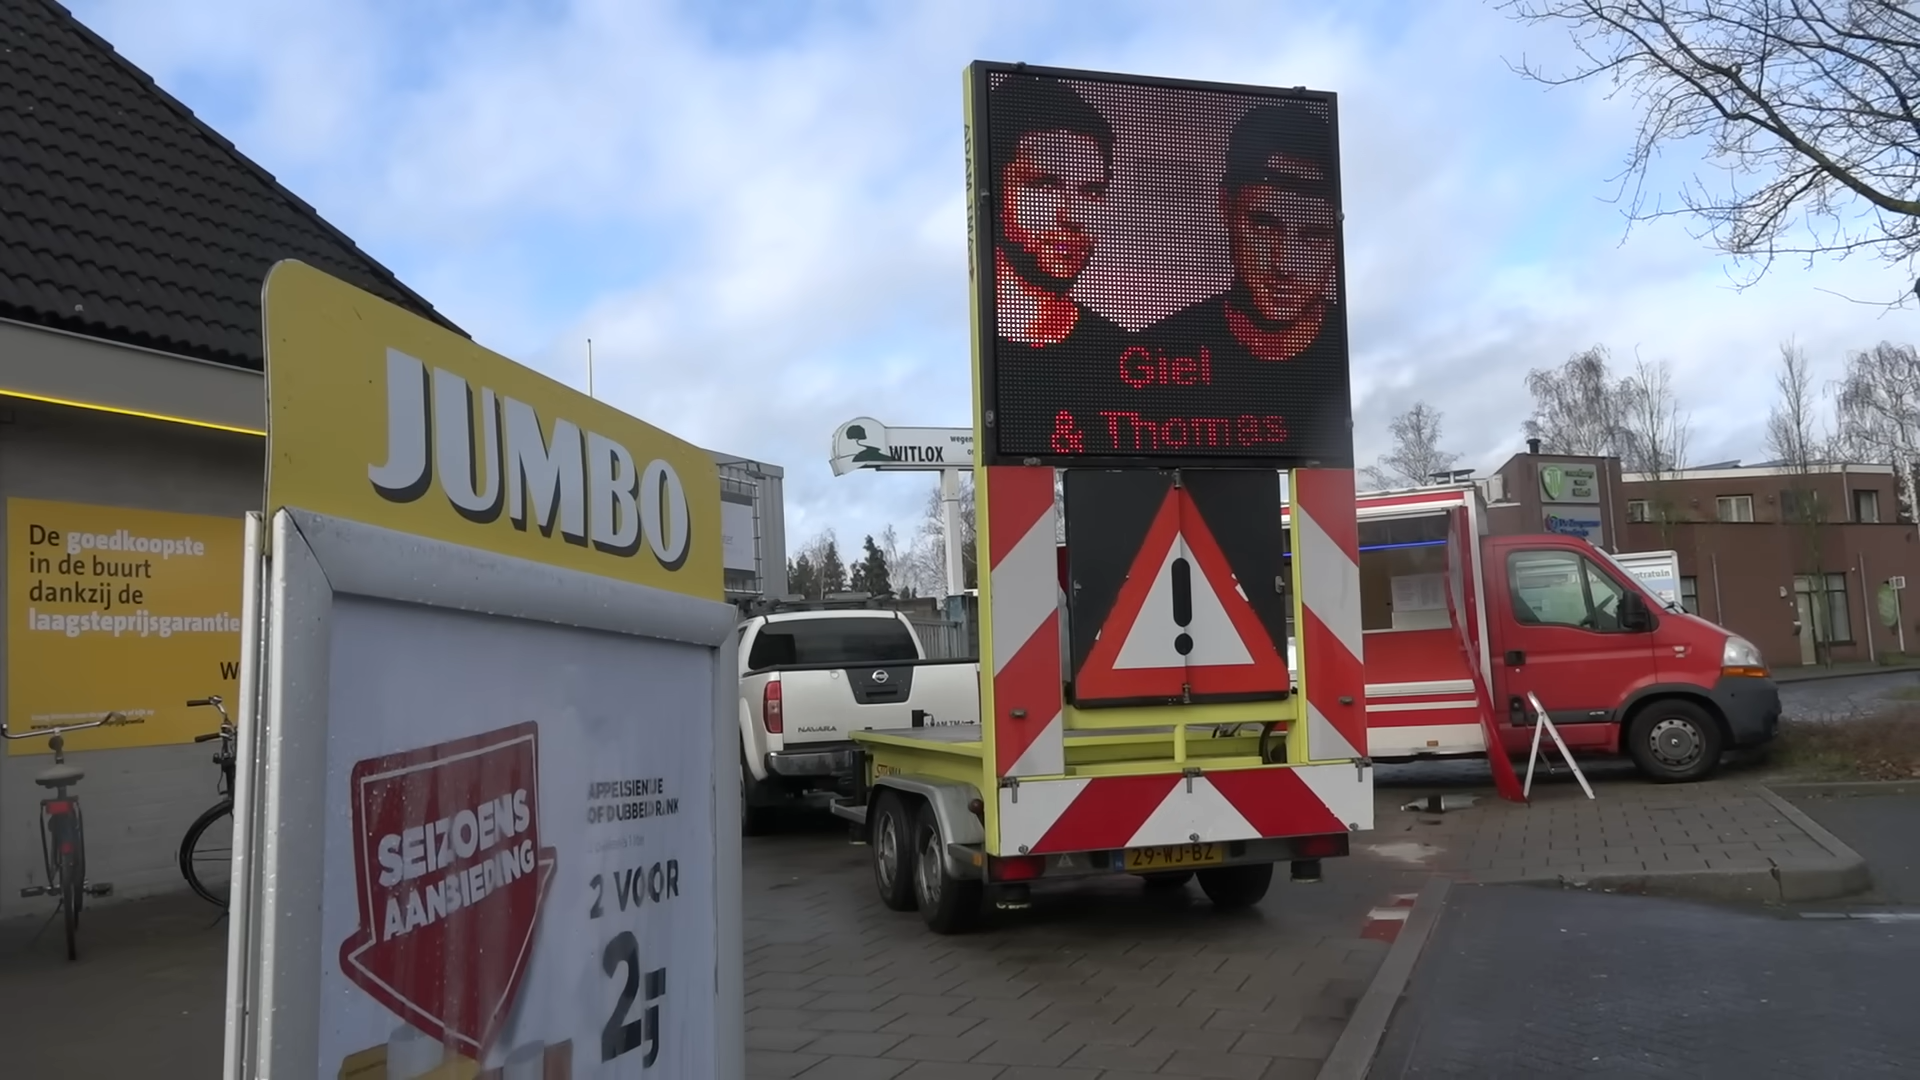 De goedkoopste
in de buurt
dankzij de
laagsteprijsgarantie
JUMBO
SEIZOENS
AANBIEDING
APPELSIENTJE
OF DUBBELDRANK
2 VOOR
2,-
WITLOX
Giel
& Thomas
NAVARA
29-WJ-BZ